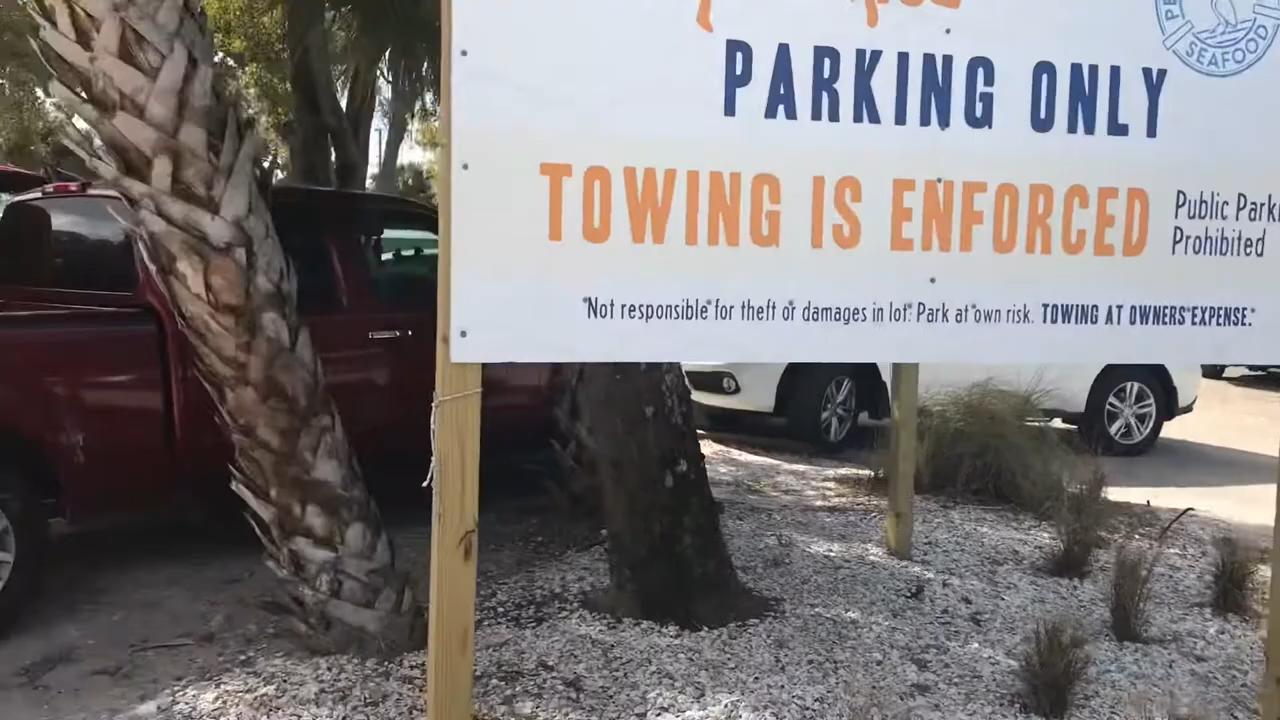 PARKING ONLY
SEAFOOD
TOWING IS ENFORCED
Public
Prohibited
*Not responsible for theft or damages in lot. Park at own risk. TOWING AT OWNERS EXPENSE.*